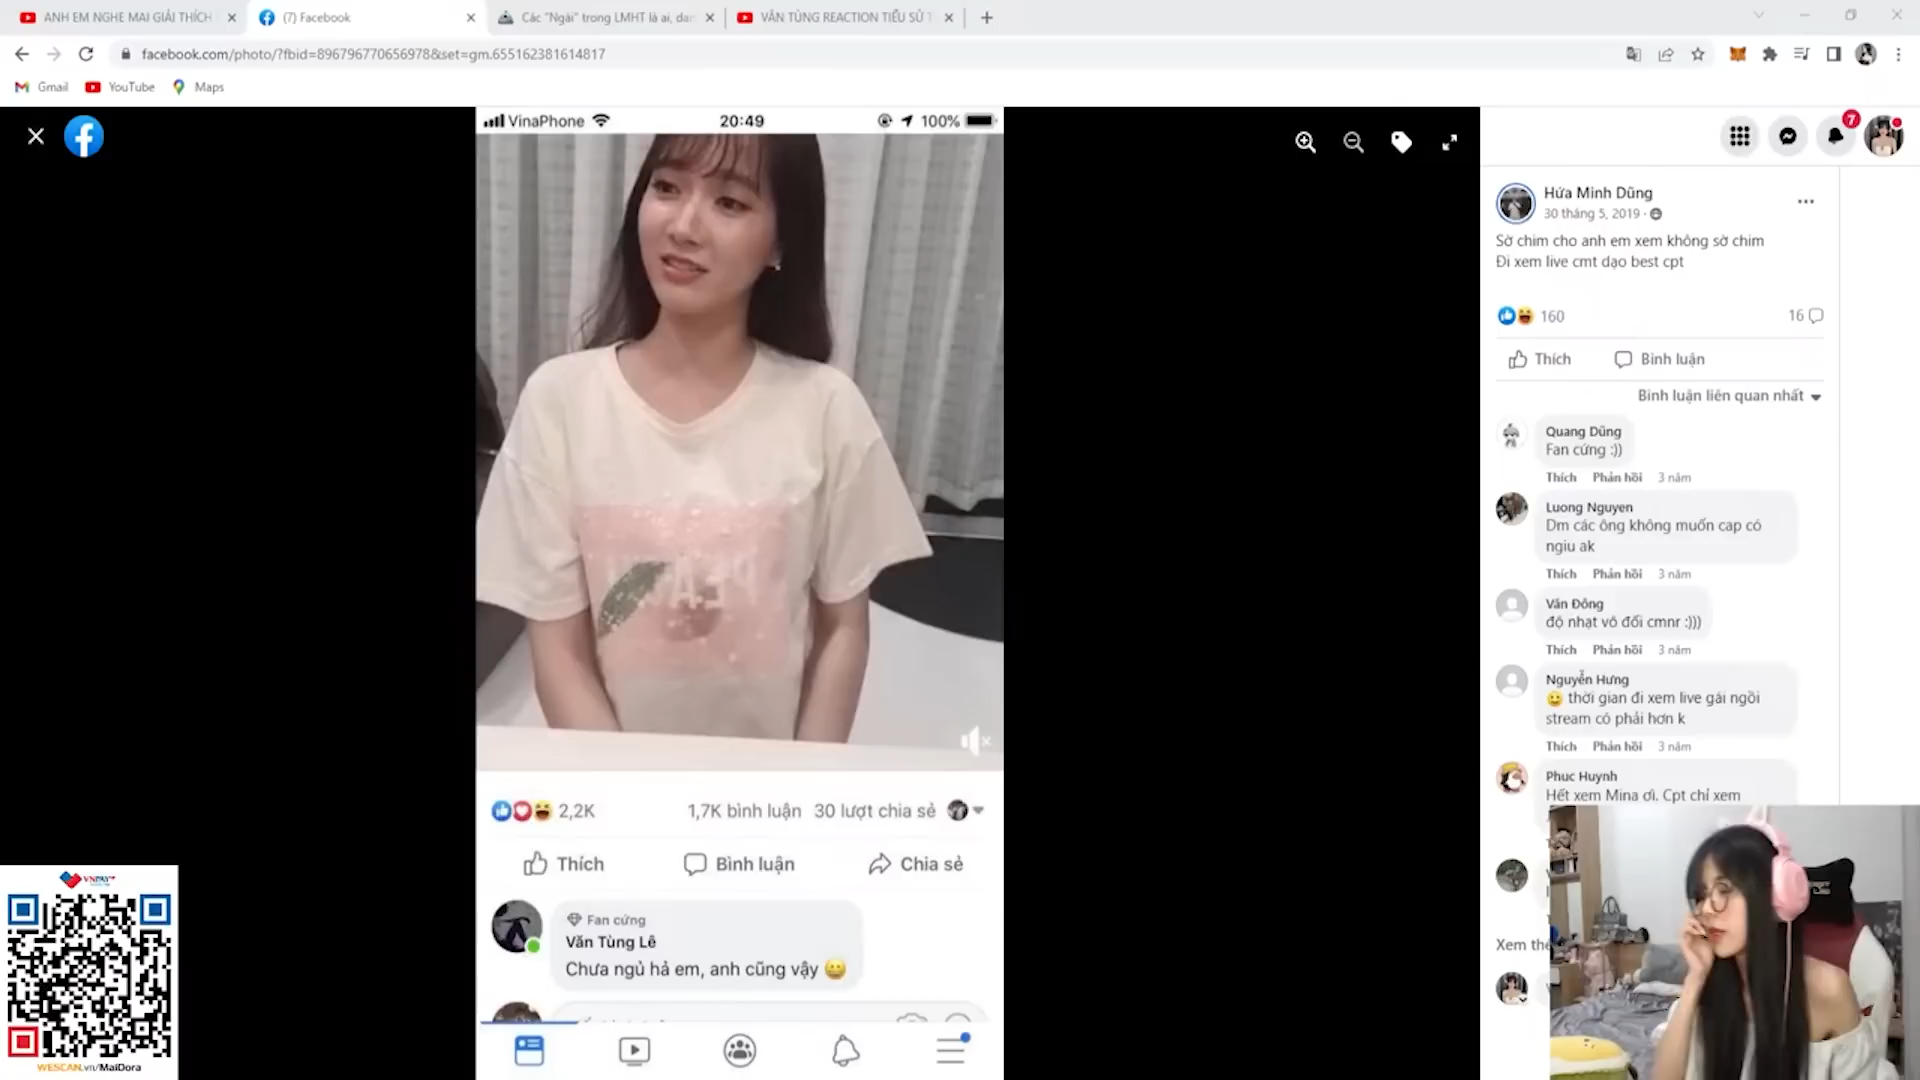 ANH EM NGHE MAI GIẢI THÍCH
(7) Facebook
Các "Ngài" trong LMHT là ai, dan
VĂN TÙNG REACTION TIỂU SỬ T
facebook.com/photo/?fbid=896796770656978&set=gm.655162381614817
Gmail
YouTube
Maps
VinaPhone
20:49
100%
7
Hứa Minh Dũng
30 tháng 5, 2019
Sờ chim cho anh em xem không sờ chim
Đi xem live cmt dạo best cpt
160
16
Thích
Bình luận
Bình luận liên quan nhất
Quang Dũng
Fan cứng :))
Thích Phản hồi 3 năm
Luong Nguyen
Dm các ông không muốn cap có
ngiu ak
Thích Phản hồi 3 năm
Văn Đông
độ nhạt vô đối cmnr :)))
Thích Phản hồi 3 năm
Nguyễn Hưng
😀 thời gian đi xem live gái ngồi
stream có phải hơn k
Thích Phản hồi 3 năm
Phuc Huynh
Hết xem Mina ơi. Cpt chỉ xem
Xem thê
2,2K
1,7K bình luận 30 lượt chia sẻ
Thích
Bình luận
Chia sẻ
Fan cứng
Văn Tùng Lê
Chưa ngủ hả em, anh cũng vậy 😀
VNPAY
WESCAN.vn/MaiDora